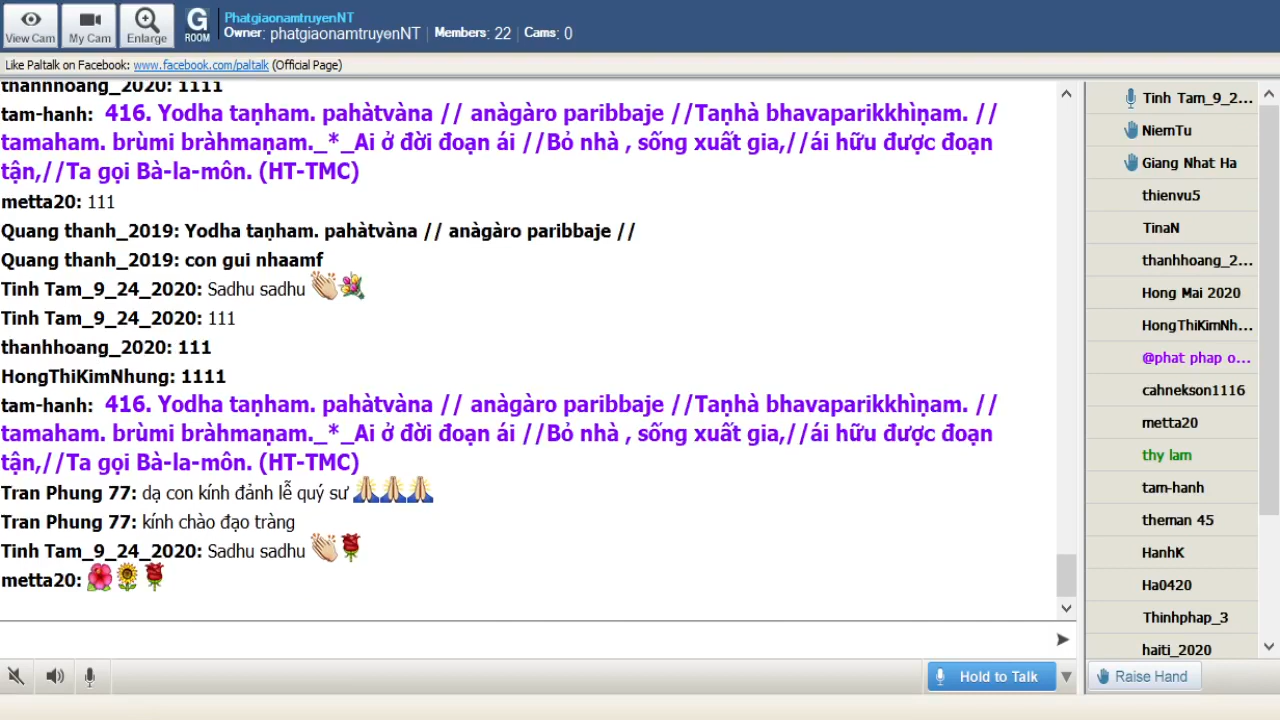 View Cam
My Cam
Enlarge
G
ROOM
PhatgiaonamtruyenNT
Owner: phatgiaonamtruyenNT | Members: 22 | Cams: 0
Like Paltalk on Facebook: www.facebook.com/paltalk (Official Page)
thanhhoang_2020: 1111
tam-hanh: 416. Yodha taṇham. pahàtvàna // anàgàro paribbaje //Taṇhà bhavaparikkhìṇam. //
tamaham. brùmi bràhmaṇam._*_Ai ở đời đoạn ái //Bỏ nhà , sống xuất gia,//ái hữu được đoạn
tận,//Ta gọi Bà-la-môn. (HT-TMC)
metta20: 111
Quang thanh_2019: Yodha taṇham. pahàtvàna // anàgàro paribbaje //
Quang thanh_2019: con gui nhaamf
Tinh Tam_9_24_2020: Sadhu sadhu
Tinh Tam_9_24_2020: 111
thanhhoang_2020: 111
HongThiKimNhung: 1111
tam-hanh: 416. Yodha taṇham. pahàtvàna // anàgàro paribbaje //Taṇhà bhavaparikkhìṇam. //
tamaham. brùmi bràhmaṇam._*_Ai ở đời đoạn ái //Bỏ nhà , sống xuất gia,//ái hữu được đoạn
tận,//Ta gọi Bà-la-môn. (HT-TMC)
Tran Phung 77: dạ con kính đảnh lễ quý sư
Tran Phung 77: kính chào đạo tràng
Tinh Tam_9_24_2020: Sadhu sadhu
metta20:
Tinh Tam_9_2...
NiemTu
Giang Nhat Ha
thienvu5
TinaN
thanhhoang_2...
Hong Mai 2020
HongThiKimNh...
@phat phap o...
cahnekson1116
metta20
thy lam
tam-hanh
theman 45
HanhK
Ha0420
Thinhphap_3
haiti_2020
Hold to Talk
Raise Hand